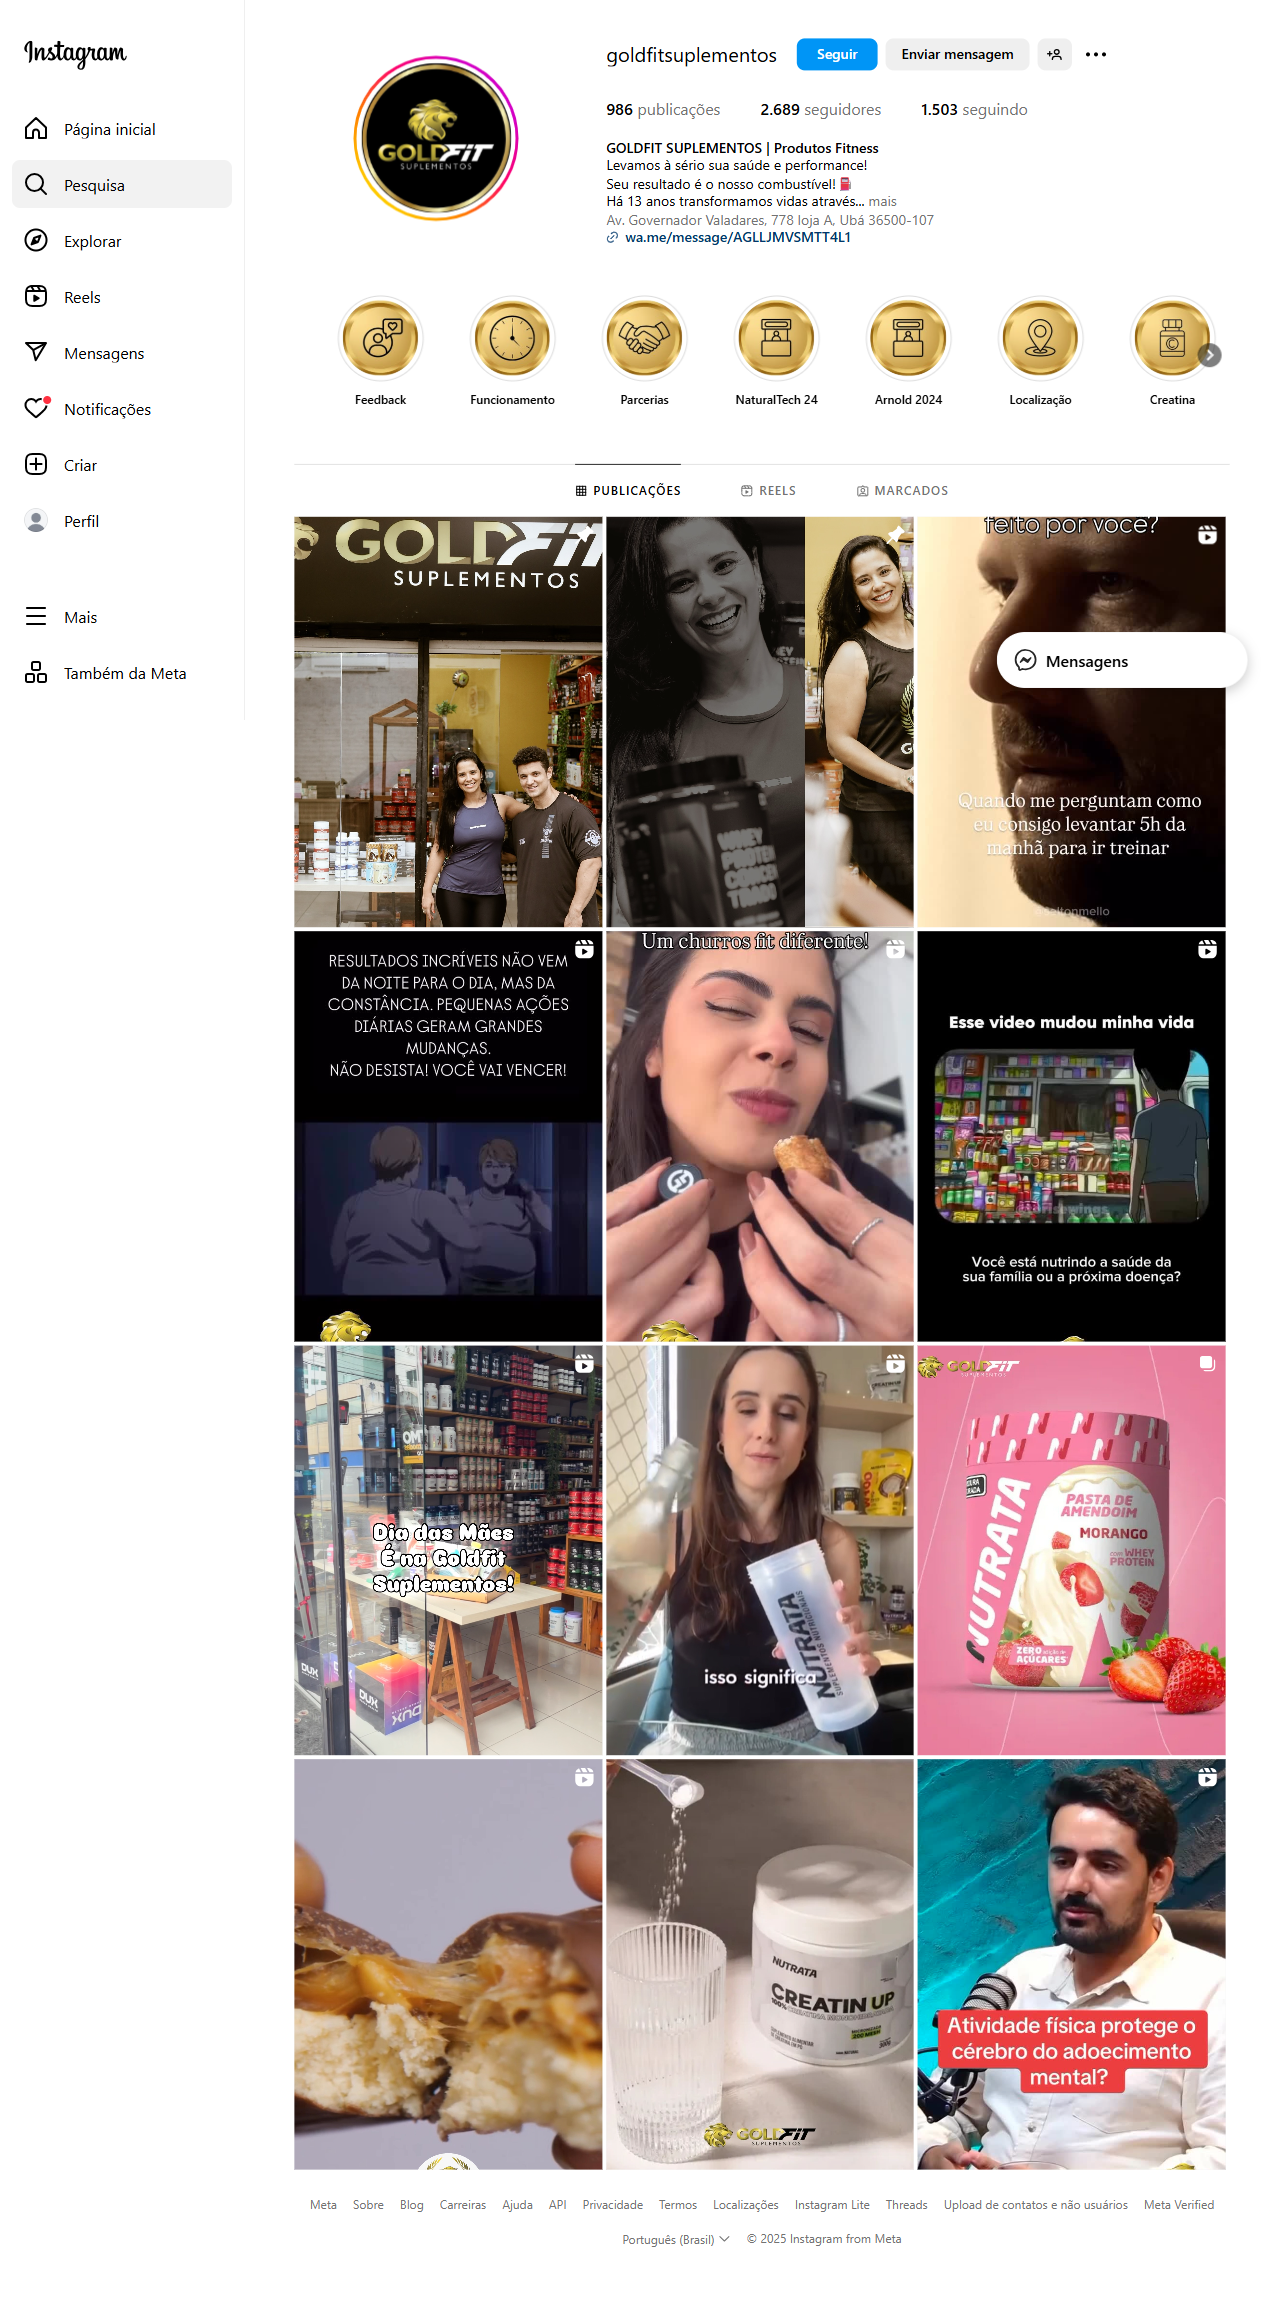 Instagram
Página inicial
Pesquisa
Explorar
Reels
Mensagens
Notificações
Criar
Perfil
Mais
Também da Meta
goldfitsuplementos
Seguir
Enviar mensagem
986 publicações
2.689 seguidores
1.503 seguindo
GOLDFIT SUPLEMENTOS | Produtos Fitness
Levamos à sério sua saúde e performance!
Seu resultado é o nosso combustível!
Há 13 anos transformamos vidas através... mais
Av. Governador Valadares, 778 loja A, Ubá 36500-107
wa.me/message/AGLLJMVSMTT4L1
GOLDFIT
SUPLEMENTOS
Feedback
Funcionamento
Parcerias
NaturalTech 24
Arnold 2024
Localização
Creatina
PUBLICAÇÕES
REELS
MARCADOS
GOLDFIT
SUPLEMENTOS
feito por você?
Mensagens
Quando me perguntam como
eu consigo levantar 5h da
manhã para ir treinar
RESULTADOS INCRÍVEIS NÃO VEM
DA NOITE PARA O DIA, MAS DA
CONSTÂNCIA. PEQUENAS AÇÕES
DIÁRIAS GERAM GRANDES
MUDANÇAS.
NÃO DESISTA! VOCÊ VAI VENCER!
Um churros fit diferente!
Esse video mudou minha vida
Você está nutrindo a saúde da
sua família ou a próxima doença?
Dia das Mães
É na Goldfit
Suplementos!
DUX
DUX
NUTRATA
SUPLEMENTOS NUTRICIONAIS
isso significa
GOLDFIT
SUPLEMENTOS
NUTRATA
PASTA DE
AMENDOIM
MORANGO
COM WHEY
PROTEIN
ZERO ADIÇÃO DE
AÇÚCARES
NUTRATA
CREATIN UP
100% CREATINA MONOHIDRATADA
GOLDFIT
SUPLEMENTOS
Atividade física protege o
cérebro do adoecimento
mental?
Meta
Sobre
Blog
Carreiras
Ajuda
API
Privacidade
Termos
Localizações
Instagram Lite
Threads
Upload de contatos e não usuários
Meta Verified
Português (Brasil)
© 2025 Instagram from Meta